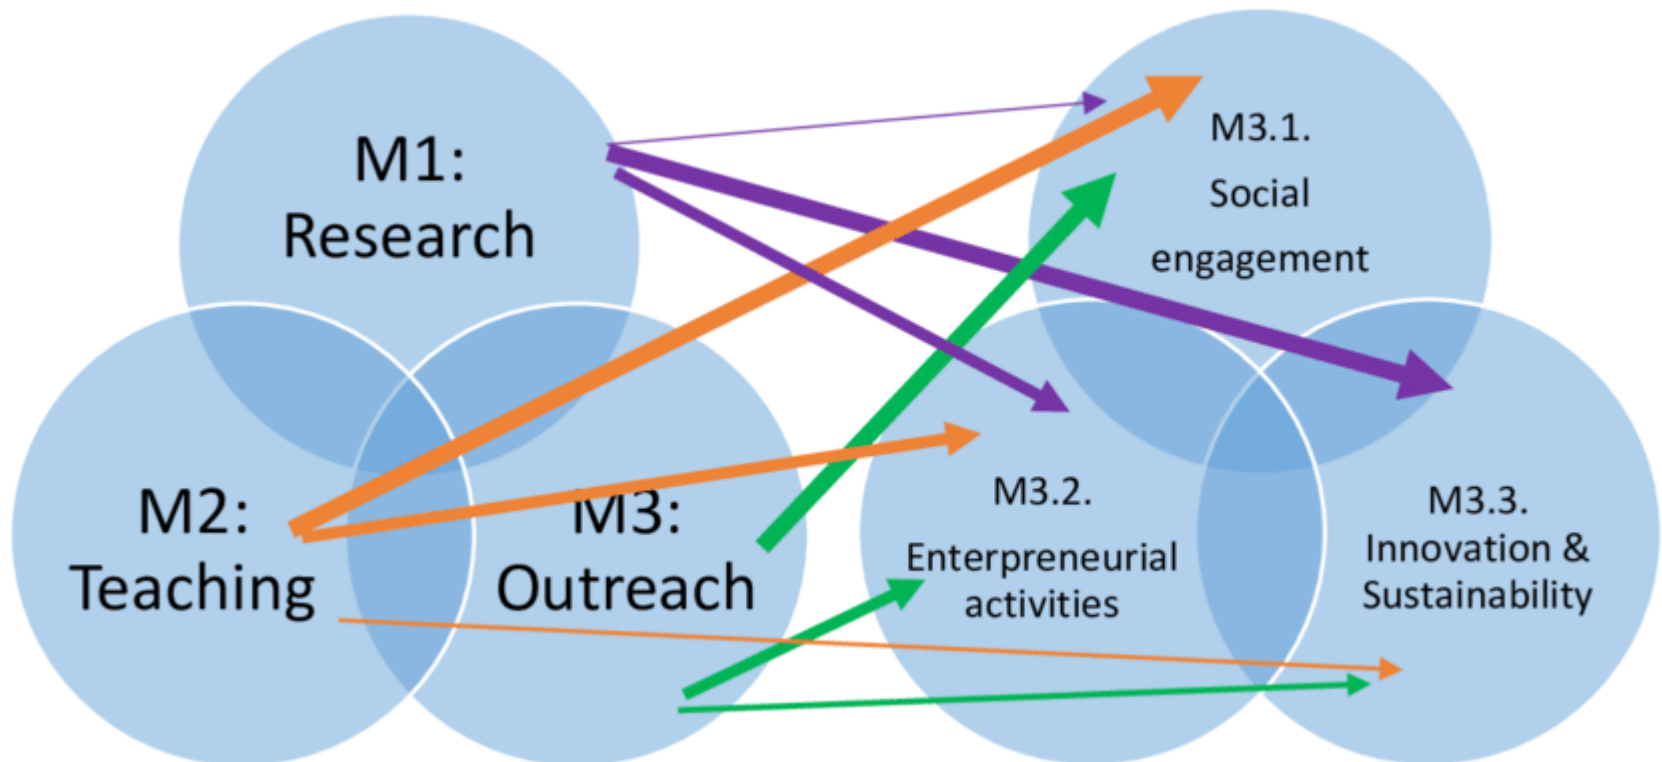 M1:
Research
M2:
Teaching
M3:
Outreach
M3.1.
Social
engagement
M3.2.
Enterpreneurial
activities
M3.3.
Innovation &
Sustainability